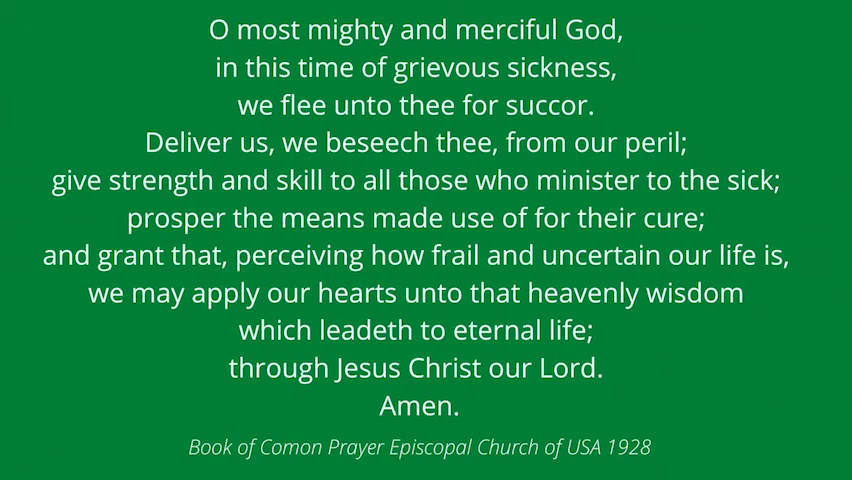 O most mighty and merciful God,
in this time of grievous sickness,
we flee unto thee for succor.
Deliver us, we beseech thee, from our peril;
give strength and skill to all those who minister to the sick;
prosper the means made use of for their cure;
and grant that, perceiving how frail and uncertain our life is,
we may apply our hearts unto that heavenly wisdom
which leadeth to eternal life;
through Jesus Christ our Lord.
Amen.
Book of Comon Prayer Episcopal Church of USA 1928